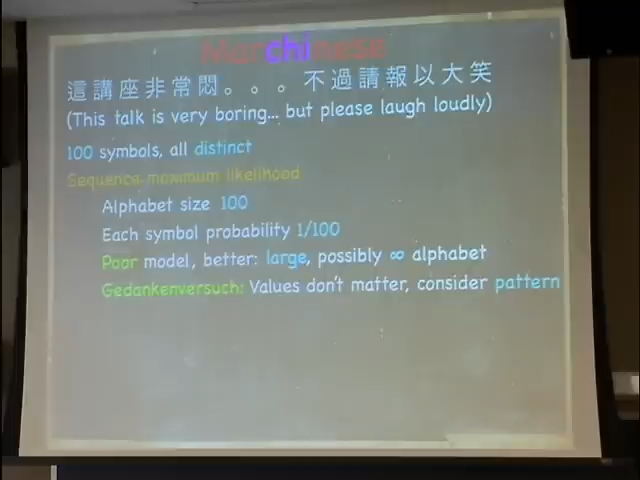 Marchinese
這講座非常悶。。。不過請報以大笑
(This talk is very boring... but please laugh loudly)
100 symbols, all distinct
Sequence maximum likelihood
Alphabet size 100
Each symbol probability 1/100
Poor model, better: large, possibly ∞ alphabet
Gedankenversuch: Values don't matter, consider pattern